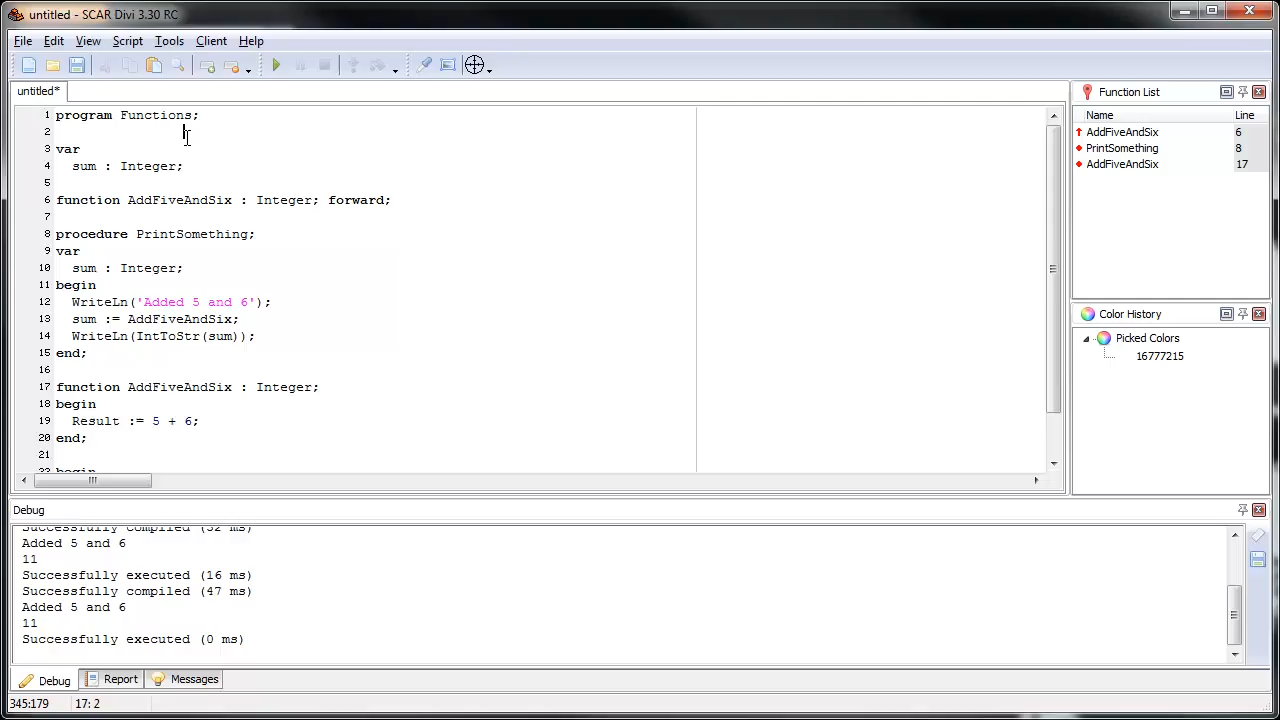 untitled - SCAR Divi 3.30 RC
File Edit View Script Tools Client Help
untitled*
1 program Functions;
2
3 var
4 sum : Integer;
5
6 function AddFiveAndSix : Integer; forward;
7
8 procedure PrintSomething;
9 var
10 sum : Integer;
11 begin
12 WriteLn('Added 5 and 6');
13 sum := AddFiveAndSix;
14 WriteLn(IntToStr(sum));
15 end;
16
17 function AddFiveAndSix : Integer;
18 begin
19 Result := 5 + 6;
20 end;
21
22 begin
Function List
Name Line
AddFiveAndSix 6
PrintSomething 8
AddFiveAndSix 17
Color History
Picked Colors
16777215
Debug
Successfully compiled (32 ms)
Added 5 and 6
11
Successfully executed (16 ms)
Successfully compiled (47 ms)
Added 5 and 6
11
Successfully executed (0 ms)
Debug Report Messages
345:179 17: 2